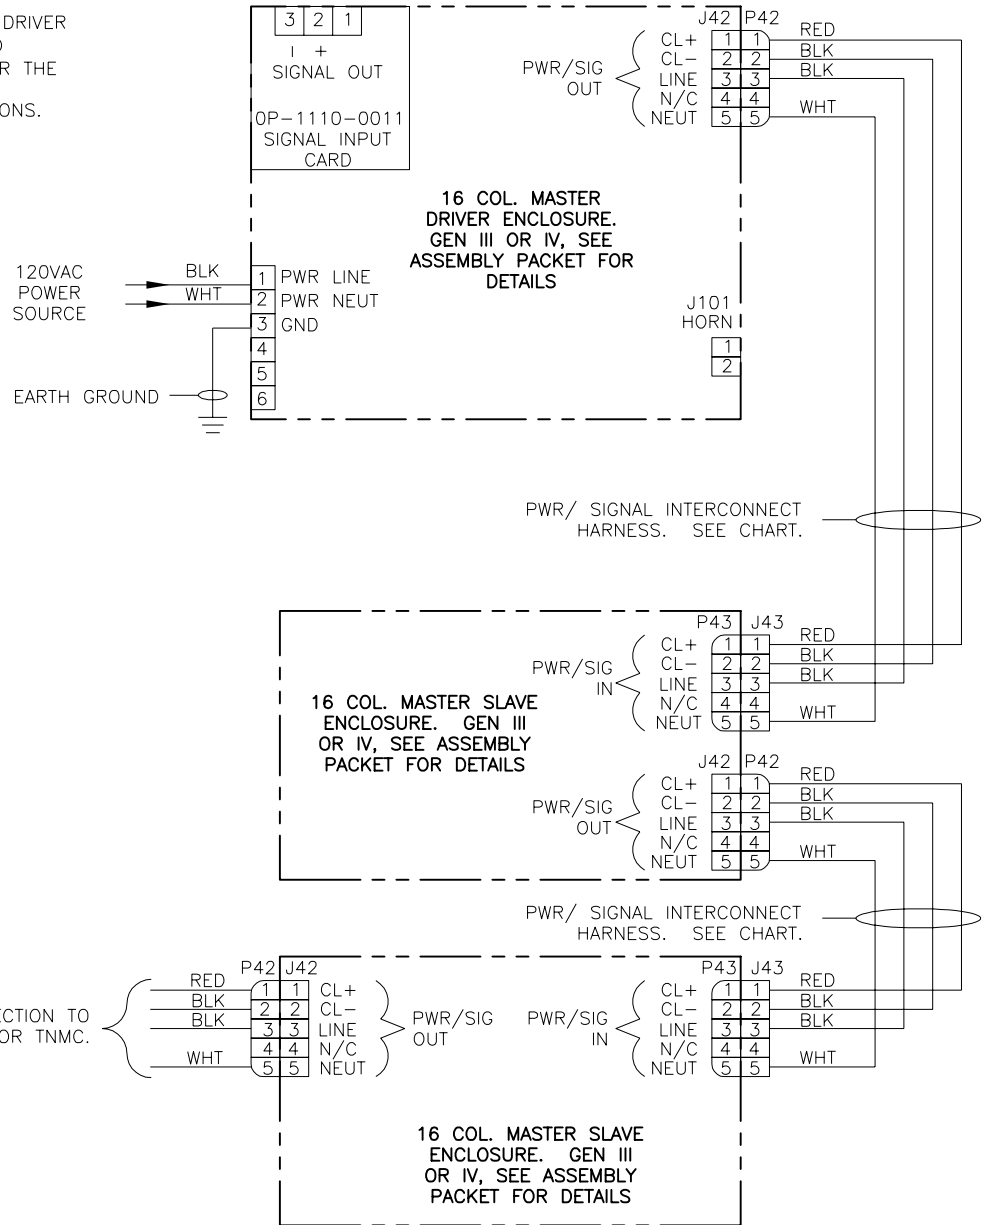 DRIVER
R THE
ONS.
3 2 1
− +
SIGNAL OUT
0P-1110-0011
SIGNAL INPUT
CARD
J42 P42
PWR/SIG
OUT
CL+ 1 1 RED
CL- 2 2 BLK
LINE 3 3 BLK
N/C 4 4
NEUT 5 5 WHT
16 COL. MASTER
DRIVER ENCLOSURE.
GEN III OR IV, SEE
ASSEMBLY PACKET FOR
DETAILS
120VAC
POWER
SOURCE
BLK 1 PWR LINE
WHT 2 PWR NEUT
3 GND
4
5
6
EARTH GROUND
J101
HORN
1
2
PWR/ SIGNAL INTERCONNECT
HARNESS. SEE CHART.
P43 J43
PWR/SIG
IN
CL+ 1 1 RED
CL- 2 2 BLK
LINE 3 3 BLK
N/C 4 4
NEUT 5 5 WHT
16 COL. MASTER SLAVE
ENCLOSURE. GEN III
OR IV, SEE ASSEMBLY
PACKET FOR DETAILS
J42 P42
PWR/SIG
OUT
CL+ 1 1 RED
CL- 2 2 BLK
LINE 3 3 BLK
N/C 4 4
NEUT 5 5 WHT
PWR/ SIGNAL INTERCONNECT
HARNESS. SEE CHART.
P42 J42
RED 1 1 CL+
BLK 2 2 CL-
BLK 3 3 LINE
4 4 N/C
WHT 5 5 NEUT
ECTION TO
OR TNMC.
PWR/SIG
OUT
P43 J43
PWR/SIG
IN
CL+ 1 1 RED
CL- 2 2 BLK
LINE 3 3 BLK
N/C 4 4
NEUT 5 5 WHT
16 COL. MASTER SLAVE
ENCLOSURE. GEN III
OR IV, SEE ASSEMBLY
PACKET FOR DETAILS